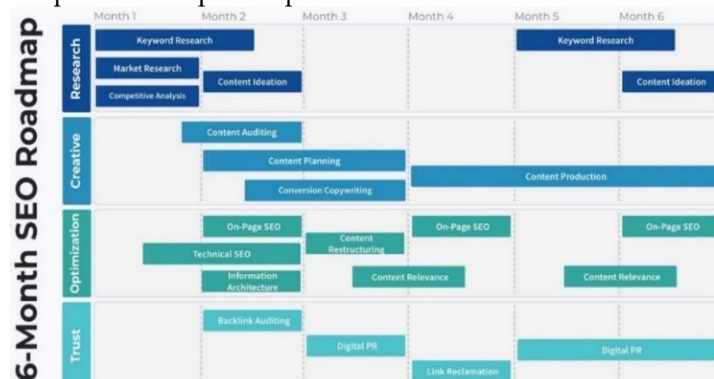 Month 1 Month 2 Month 3 Month 4 Month 5 Month 6
6-Month SEO Roadmap
Research
Keyword Research Keyword Research
Market Research
Content Ideation Content Ideation
Competitive Analysis
Creative
Content Auditing
Content Planning
Content Production
Conversion Copywriting
Optimization
On-Page SEO On-Page SEO On-Page SEO
Content
Restructuring
Technical SEO
Information
Architecture
Content Relevance Content Relevance
Trust
Backlink Auditing
Digital PR Digital PR
Link Reclamation